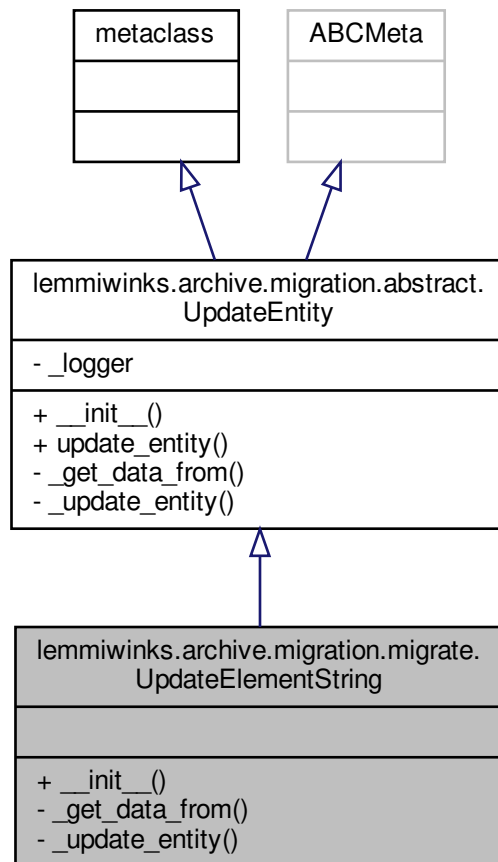 metaclass
ABCMeta
lemmiwinks.archive.migration.abstract.
UpdateEntity
- _logger
+ __init__()
+ update_entity()
- _get_data_from()
- _update_entity()
lemmiwinks.archive.migration.migrate.
UpdateElementString
+ __init__()
- _get_data_from()
- _update_entity()